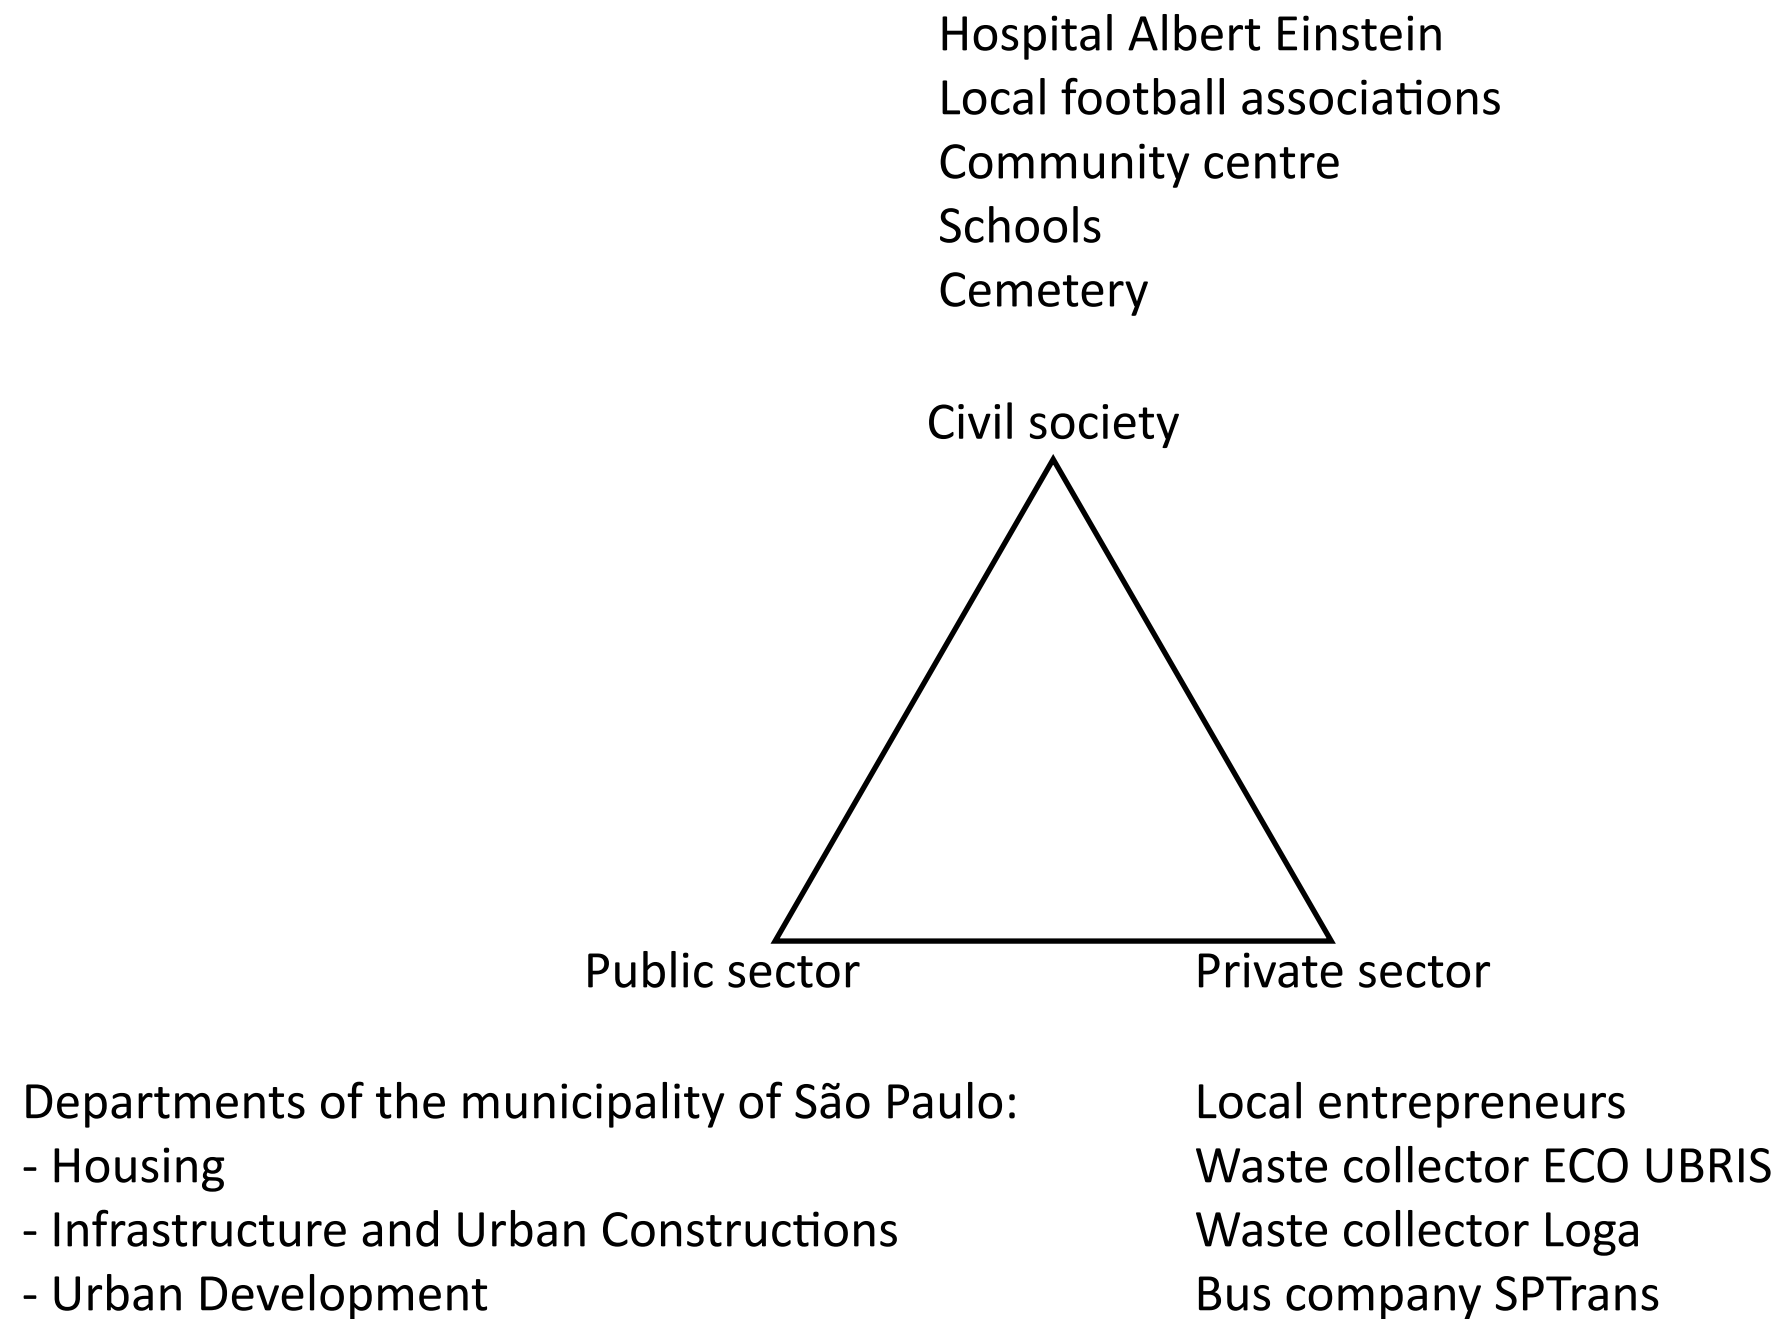 Hospital Albert Einstein
Local football associations
Community centre
Schools
Cemetery
Civil society
Public sector
Private sector
Departments of the municipality of São Paulo:
- Housing
- Infrastructure and Urban Constructions
- Urban Development
Local entrepreneurs
Waste collector ECO UBRIS
Waste collector Loga
Bus company SPTrans